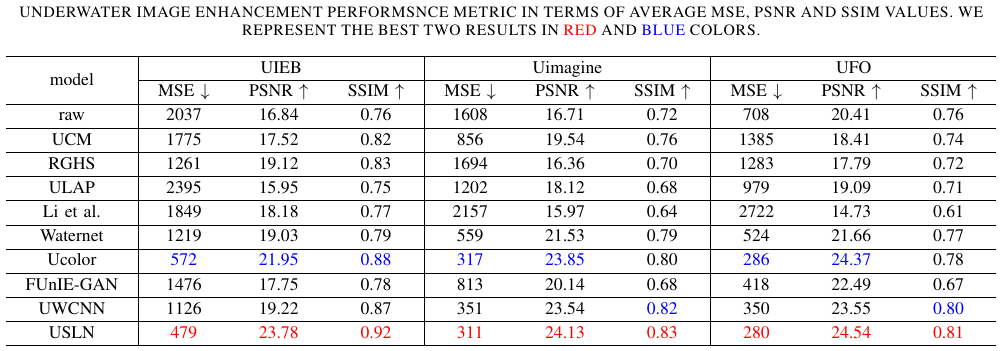 UNDERWATER IMAGE ENHANCEMENT PERFORMSNCE METRIC IN TERMS OF AVERAGE MSE, PSNR AND SSIM VALUES. WE
REPRESENT THE BEST TWO RESULTS IN RED AND BLUE COLORS.
model UIEB Uimagine UFO
MSE ↓ PSNR ↑ SSIM ↑ MSE ↓ PSNR ↑ SSIM ↑ MSE ↓ PSNR ↑ SSIM ↑
raw 2037 16.84 0.76 1608 16.71 0.72 708 20.41 0.76
UCM 1775 17.52 0.82 856 19.54 0.76 1385 18.41 0.74
RGHS 1261 19.12 0.83 1694 16.36 0.70 1283 17.79 0.72
ULAP 2395 15.95 0.75 1202 18.12 0.68 979 19.09 0.71
Li et al. 1849 18.18 0.77 2157 15.97 0.64 2722 14.73 0.61
Waternet 1219 19.03 0.79 559 21.53 0.79 524 21.66 0.77
Ucolor 572 21.95 0.88 317 23.85 0.80 286 24.37 0.78
FUnIE-GAN 1476 17.75 0.78 813 20.14 0.68 418 22.49 0.67
UWCNN 1126 19.22 0.87 351 23.54 0.82 350 23.55 0.80
USLN 479 23.78 0.92 311 24.13 0.83 280 24.54 0.81